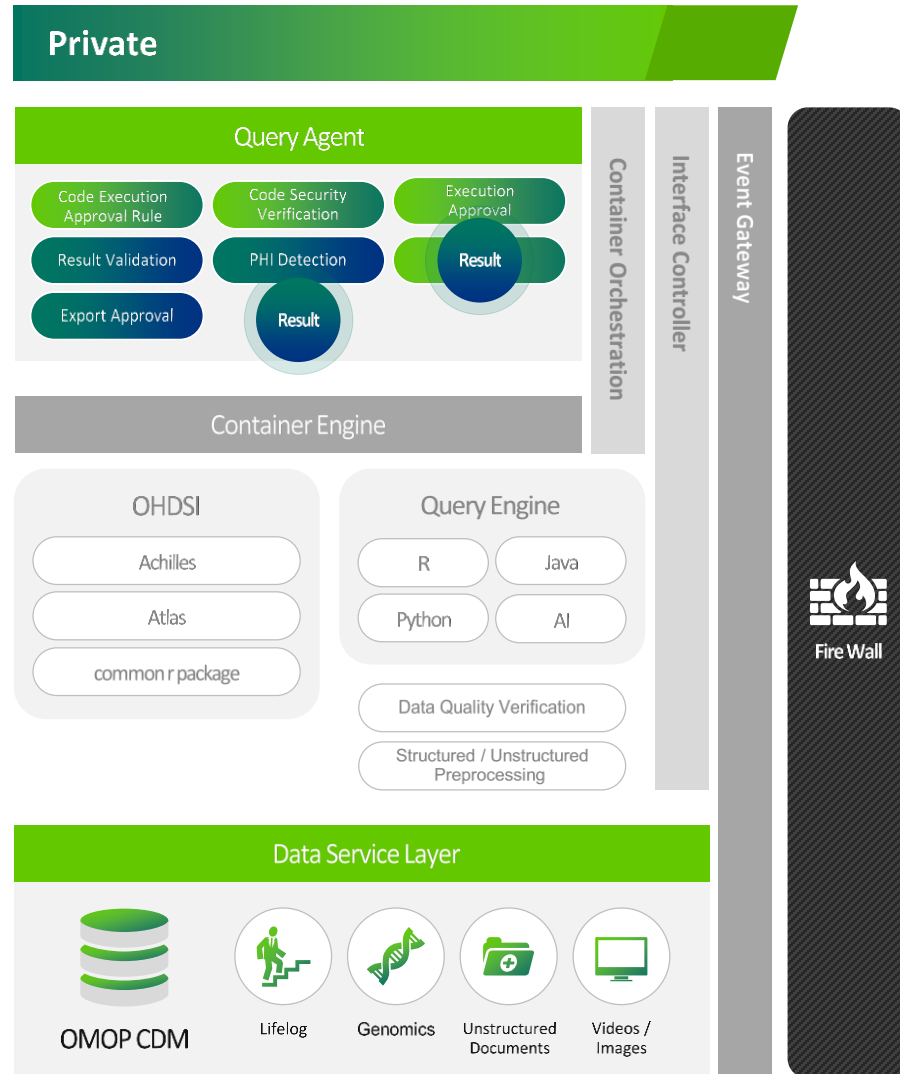 Private
Query Agent
Code Execution
Approval Rule
Code Security
Verification
Execution
Approval
Result Validation
PHI Detection
Result
Export Approval
Result
Container Orchestration
Interface Controller
Event Gateway
Container Engine
OHDSI
Achilles
Atlas
common r package
Query Engine
R
Java
Python
AI
Data Quality Verification
Structured / Unstructured
Preprocessing
Fire Wall
Data Service Layer
OMOP CDM
Lifelog
Genomics
Unstructured
Documents
Videos /
Images